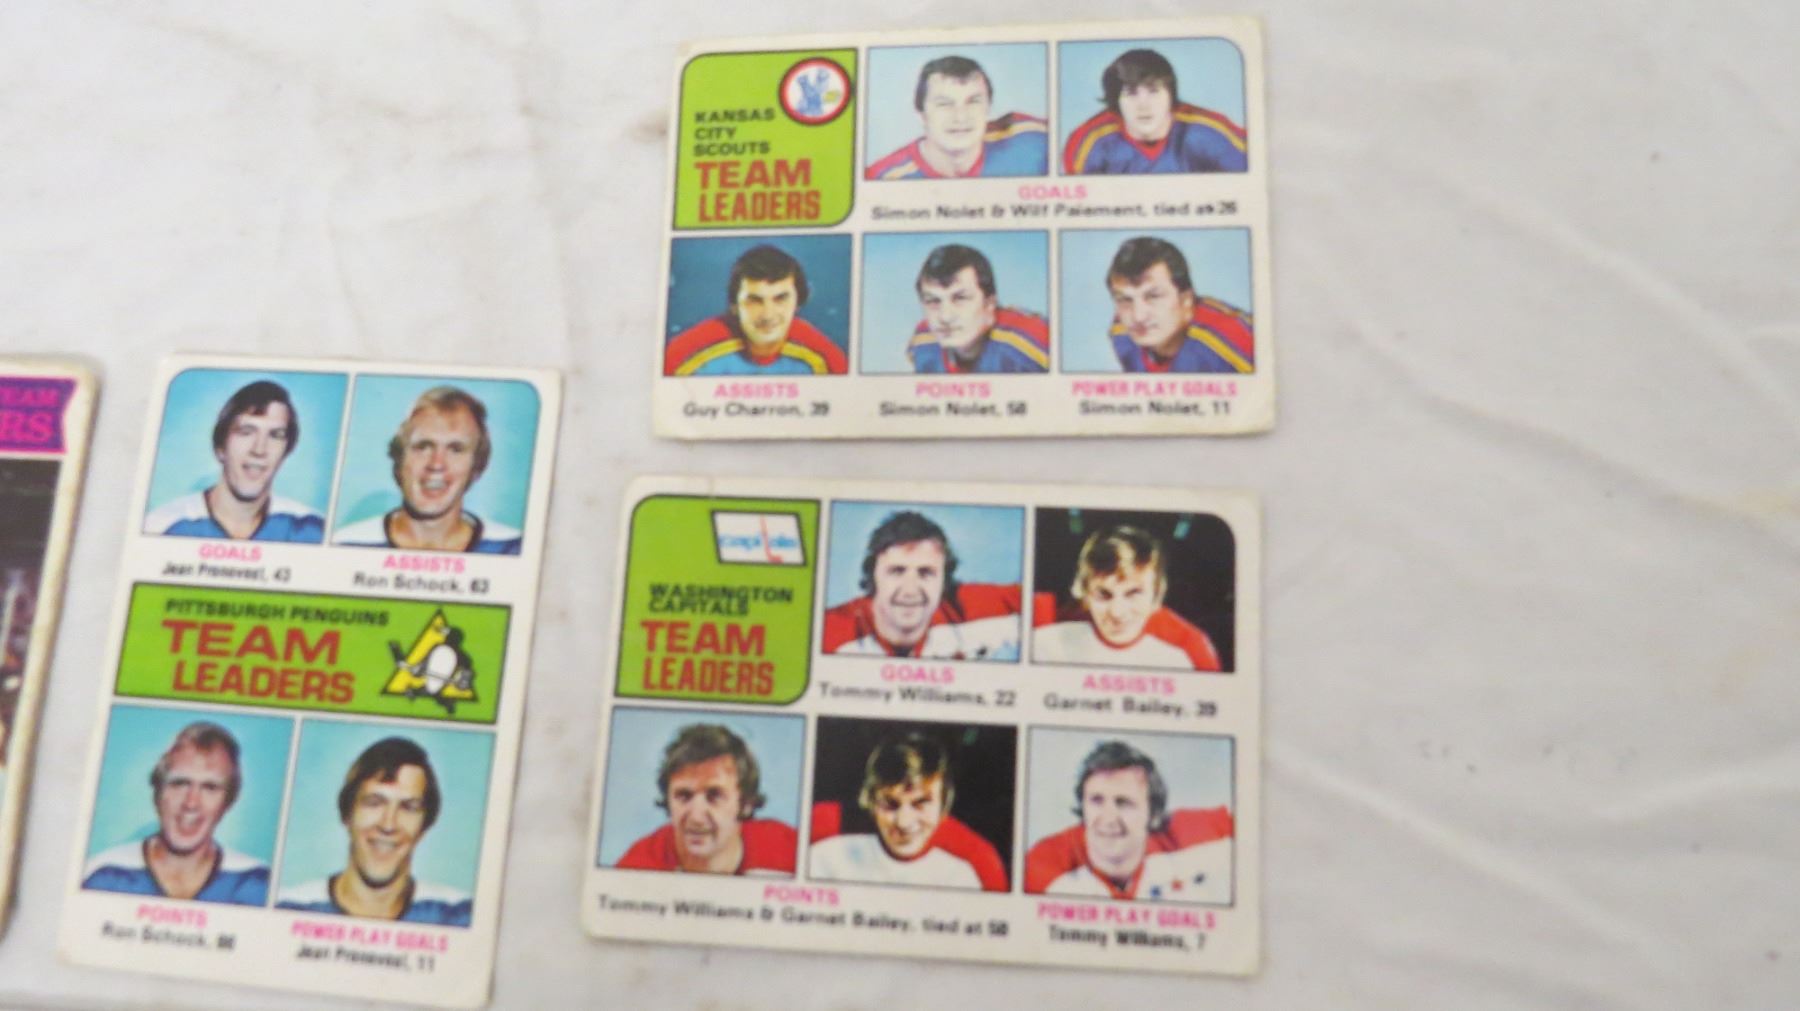 TEAM
RS
GOALS
Jean Pronovost, 43
ASSISTS
Ron Schock, 63
PITTSBURGH PENGUINS
TEAM
LEADERS
POINTS
Ron Schock, 86
POWER PLAY GOALS
Jean Pronovost, 11
KANSAS
CITY
SCOUTS
TEAM
LEADERS
GOALS
Simon Nolet & Wilf Paiement, tied at 26
ASSISTS
Guy Charron, 39
POINTS
Simon Nolet, 58
POWER PLAY GOALS
Simon Nolet, 11
capitals
WASHINGTON
CAPITALS
TEAM
LEADERS
GOALS
Tommy Williams, 22
ASSISTS
Garnet Bailey, 39
POINTS
Tommy Williams & Garnet Bailey, tied at 58
POWER PLAY GOALS
Tommy Williams, 7